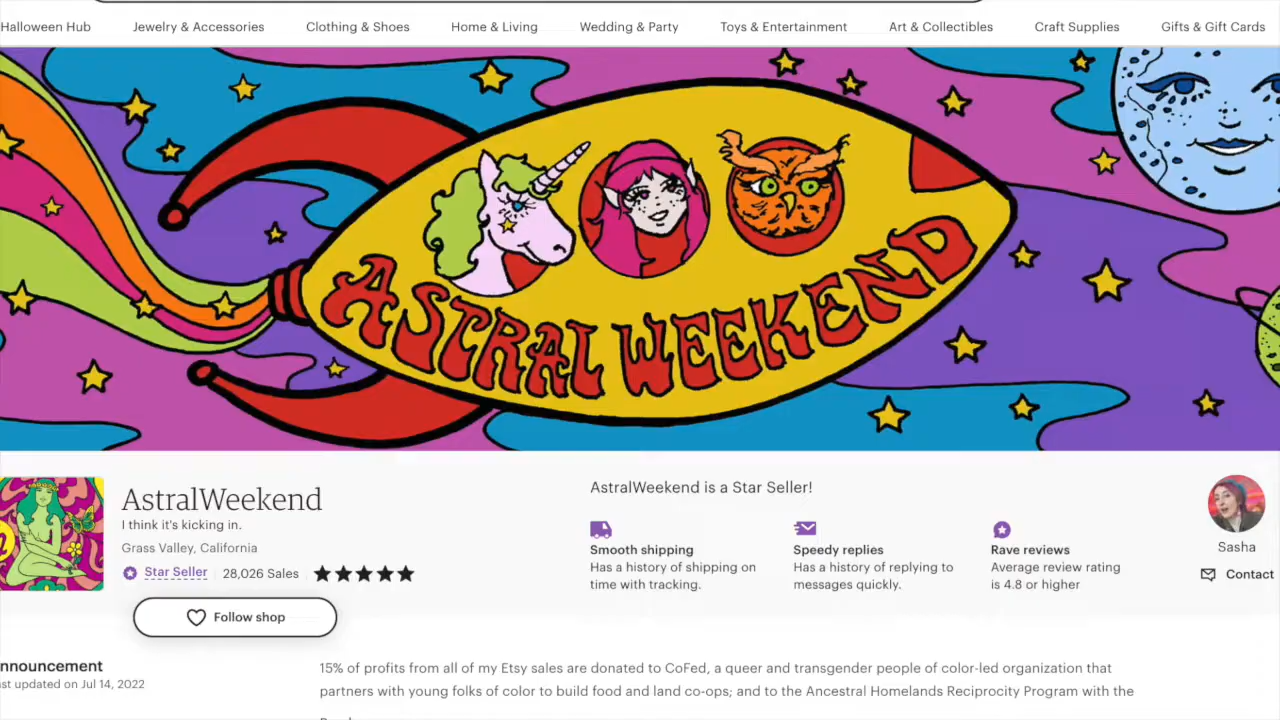 Halloween Hub Jewelry & Accessories Clothing & Shoes Home & Living Wedding & Party Toys & Entertainment Art & Collectibles Craft Supplies Gifts & Gift Cards
ASTRAL WEEKEND
AstralWeekend
I think it's kicking in.
Grass Valley, California
Star Seller 28,026 Sales
Follow shop
AstralWeekend is a Star Seller!
Smooth shipping
Has a history of shipping on
time with tracking.
Speedy replies
Has a history of replying to
messages quickly.
Rave reviews
Average review rating
is 4.8 or higher
Sasha
Contact
nnouncement
st updated on Jul 14, 2022
15% of profits from all of my Etsy sales are donated to CoFed, a queer and transgender people of color-led organization that
partners with young folks of color to build food and land co-ops; and to the Ancestral Homelands Reciprocity Program with the